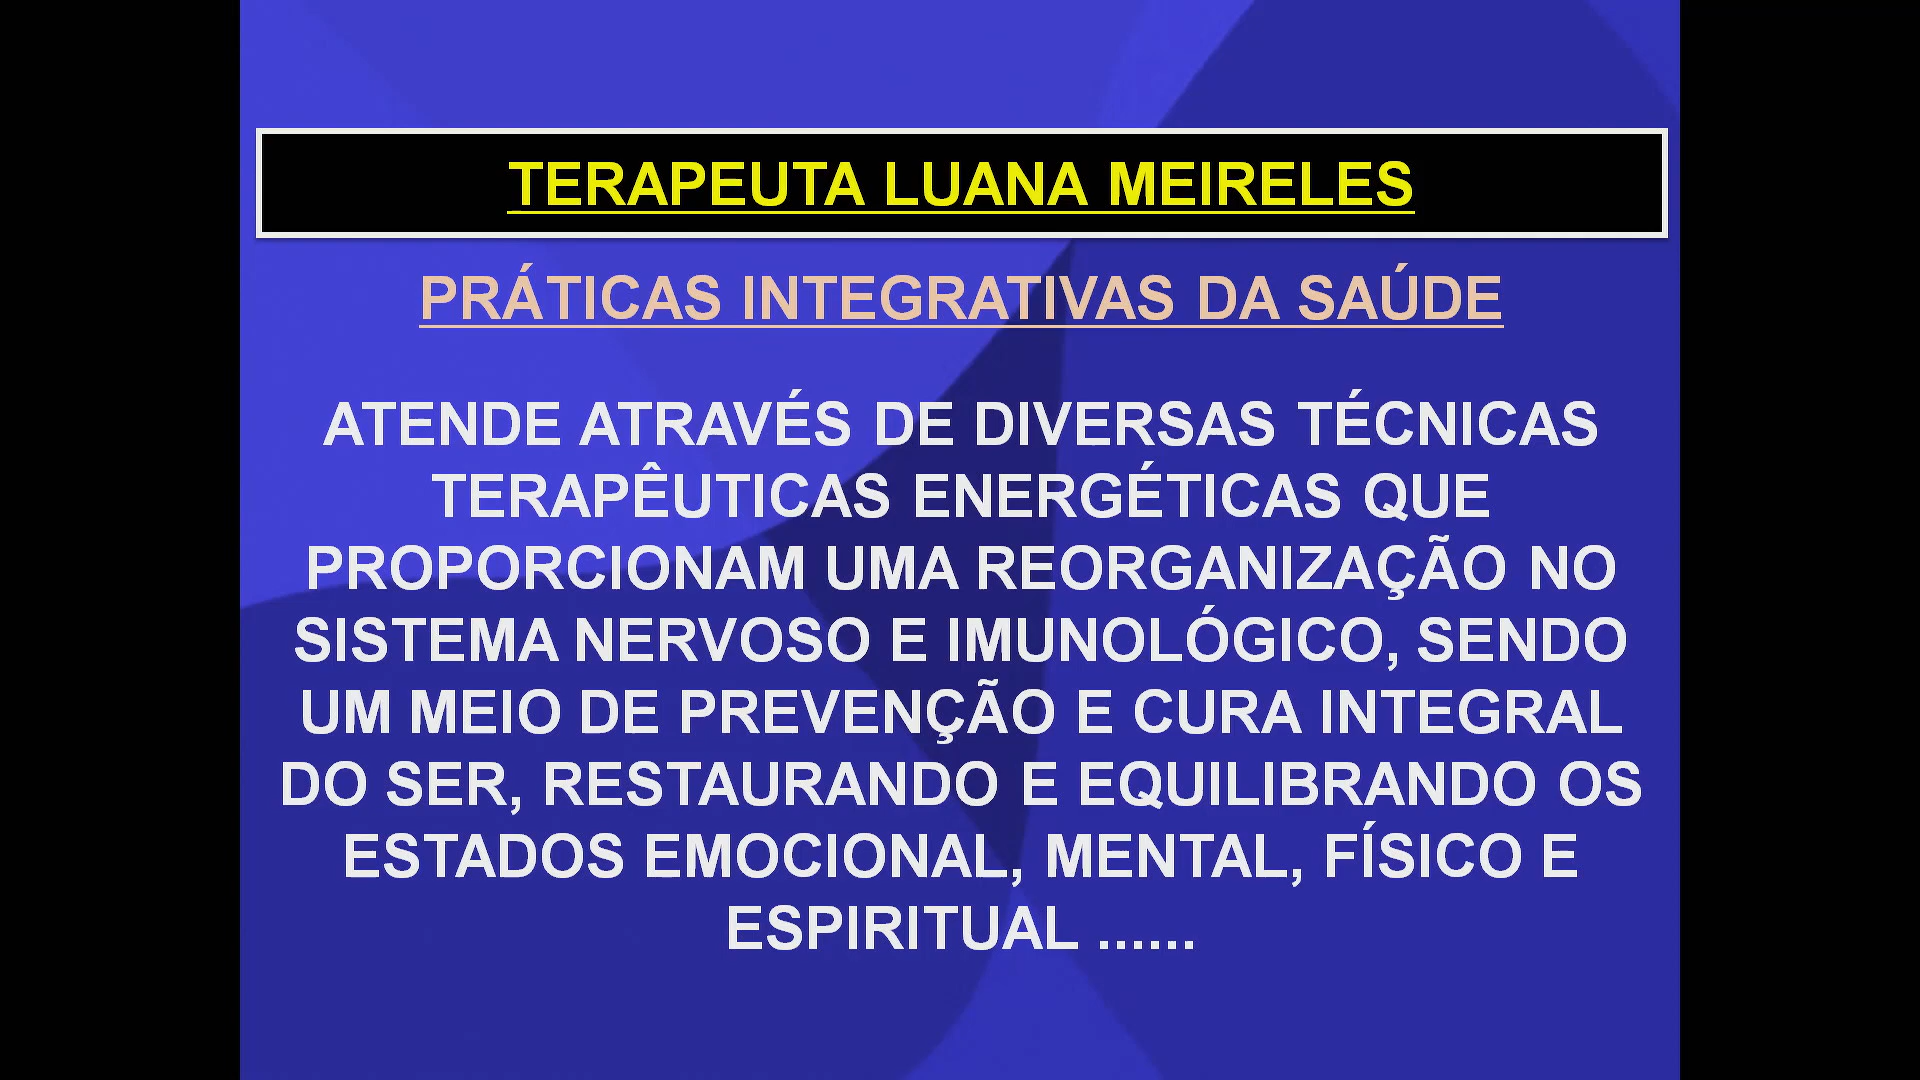 TERAPEUTA LUANA MEIRELES
PRÁTICAS INTEGRATIVAS DA SAÚDE
ATENDE ATRAVÉS DE DIVERSAS TÉCNICAS
TERAPÊUTICAS ENERGÉTICAS QUE
PROPORCIONAM UMA REORGANIZAÇÃO NO
SISTEMA NERVOSO E IMUNOLÓGICO, SENDO
UM MEIO DE PREVENÇÃO E CURA INTEGRAL
DO SER, RESTAURANDO E EQUILIBRANDO OS
ESTADOS EMOCIONAL, MENTAL, FÍSICO E
ESPIRITUAL ......